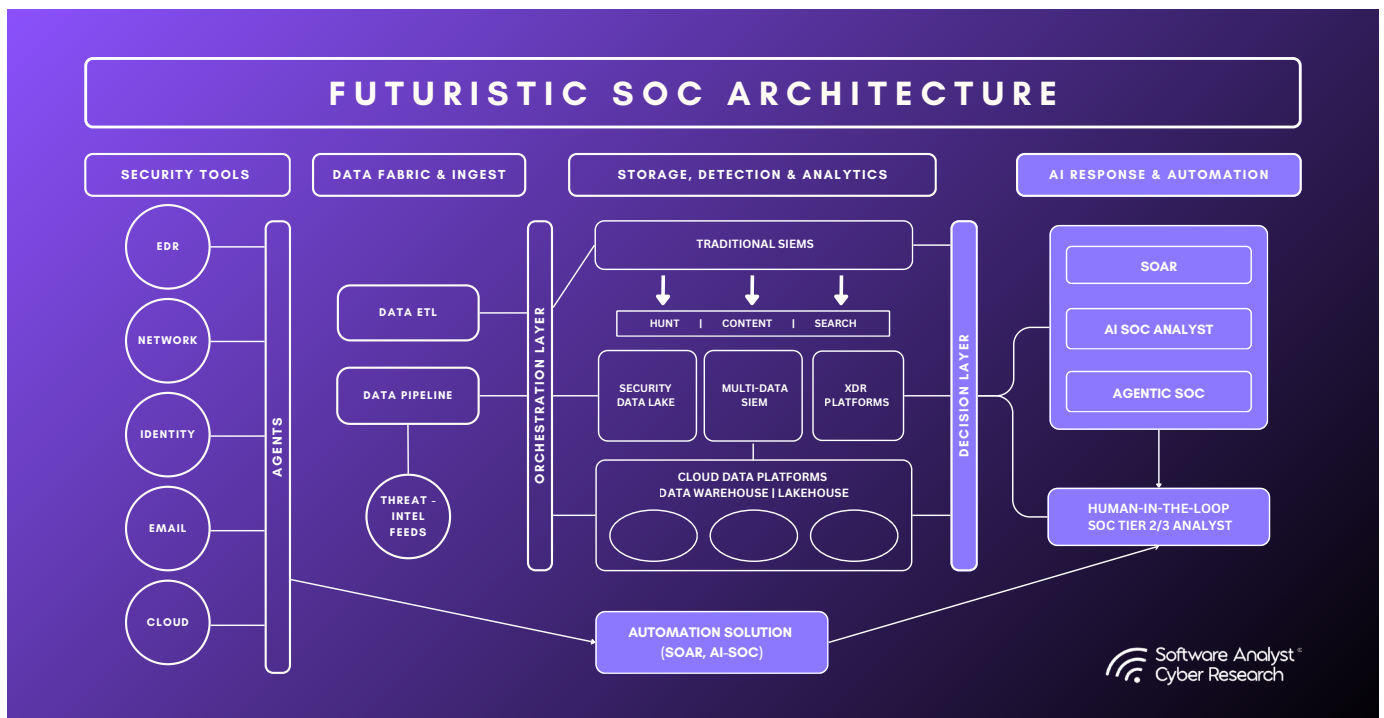 FUTURISTIC SOC ARCHITECTURE
SECURITY TOOLS
DATA FABRIC & INGEST
STORAGE, DETECTION & ANALYTICS
AI RESPONSE & AUTOMATION
EDR
NETWORK
IDENTITY
EMAIL
CLOUD
AGENTS
DATA ETL
DATA PIPELINE
THREAT -
INTEL
FEEDS
ORCHESTRATION LAYER
TRADITIONAL SIEMS
HUNT | CONTENT | SEARCH
SECURITY
DATA LAKE
MULTI-DATA
SIEM
XDR
PLATFORMS
CLOUD DATA PLATFORMS
DATA WAREHOUSE | LAKEHOUSE
DECISION LAYER
SOAR
AI SOC ANALYST
AGENTIC SOC
HUMAN-IN-THE-LOOP
SOC TIER 2/3 ANALYST
AUTOMATION SOLUTION
(SOAR, AI-SOC)
Software Analyst
Cyber Research